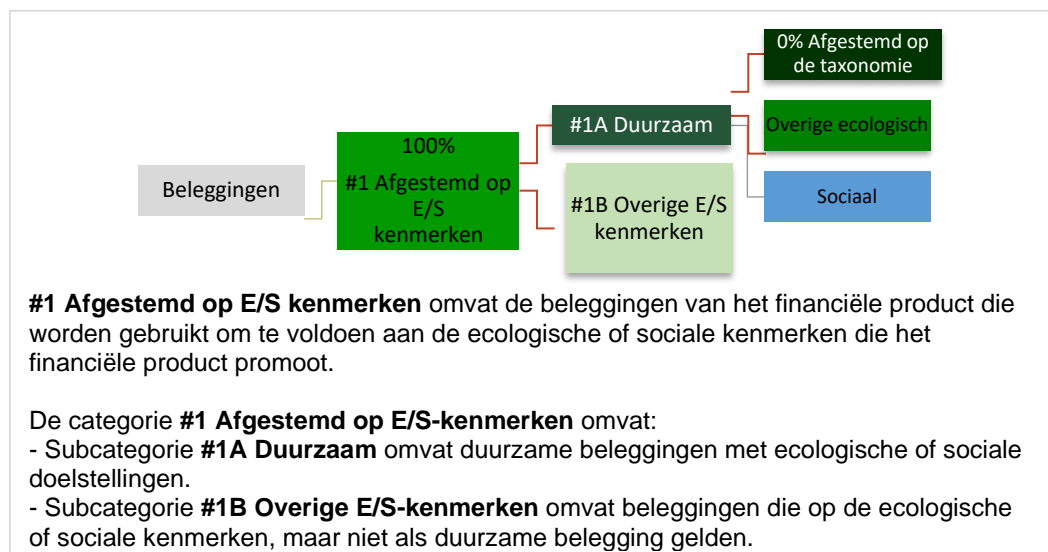 0% Afgestemd op
de taxonomie
#1A Duurzaam
Overige ecologisch
100%
#1 Afgestemd op
E/S
kenmerken
Beleggingen
#1B Overige E/S
kenmerken
Sociaal
#1 Afgestemd op E/S kenmerken omvat de beleggingen van het financiële product die
worden gebruikt om te voldoen aan de ecologische of sociale kenmerken die het
financiële product promoot.
De categorie #1 Afgestemd op E/S-kenmerken omvat:
- Subcategorie #1A Duurzaam omvat duurzame beleggingen met ecologische of sociale
doelstellingen.
- Subcategorie #1B Overige E/S-kenmerken omvat beleggingen die op de ecologische
of sociale kenmerken, maar niet als duurzame belegging gelden.